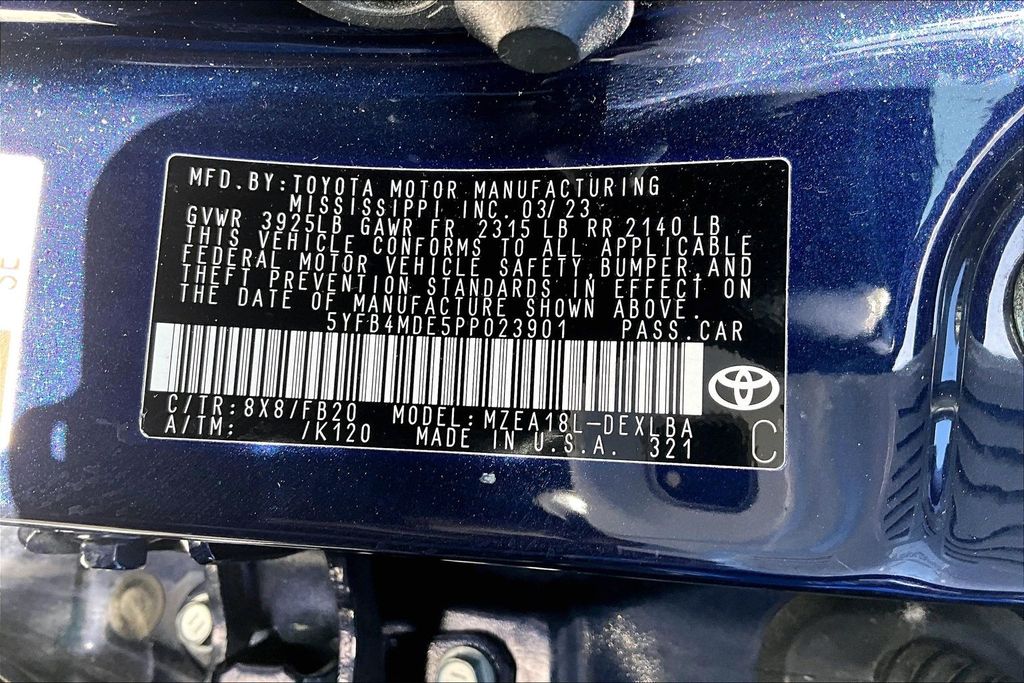 MFD.BY:TOYOTA MOTOR MANUFACTURING
MISSISSIPPI INC. 03/23
GVWR 3925LB GAWR FR 2315 LB RR 2140 LB
THIS VEHICLE CONFORMS TO ALL APPLICABLE
FEDERAL MOTOR VEHICLE SAFETY,BUMPER,AND
THEFT PREVENTION STANDARDS IN EFFECT ON
THE DATE OF MANUFACTURE SHOWN ABOVE.
5YFB4MDE5PP023901 PASS.CAR
C/TR:8X8/FB20 MODEL:MZEA18L-DEXLBA
A/TM: /K120 MADE IN U.S.A. 321 C